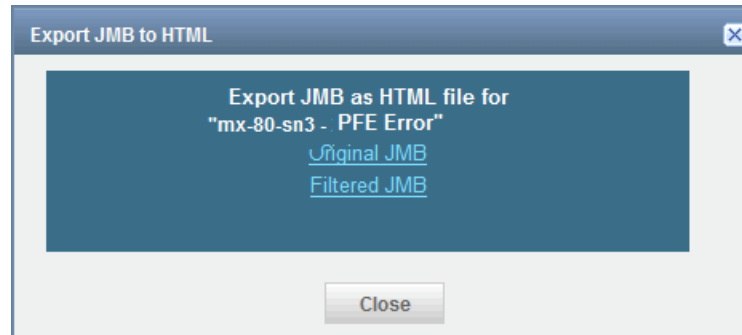 Export JMB to HTML
Export JMB as HTML file for
"mx-80-sn3 - PFE Error"
Original JMB
Filtered JMB
Close